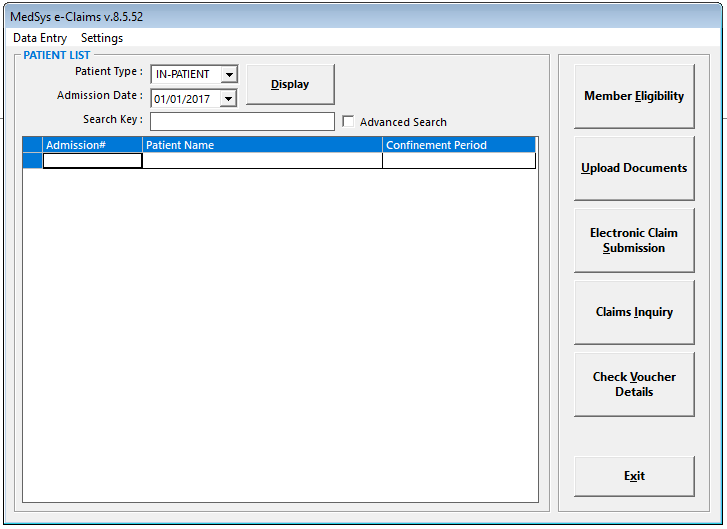 MedSys e-Claims v.8.5.52
Data Entry Settings
PATIENT LIST
Patient Type : IN-PATIENT
Display
Admission Date : 01/01/2017
Search Key : Advanced Search
Admission# Patient Name Confinement Period
Member Eligibility
Upload Documents
Electronic Claim
Submission
Claims Inquiry
Check Voucher
Details
Exit